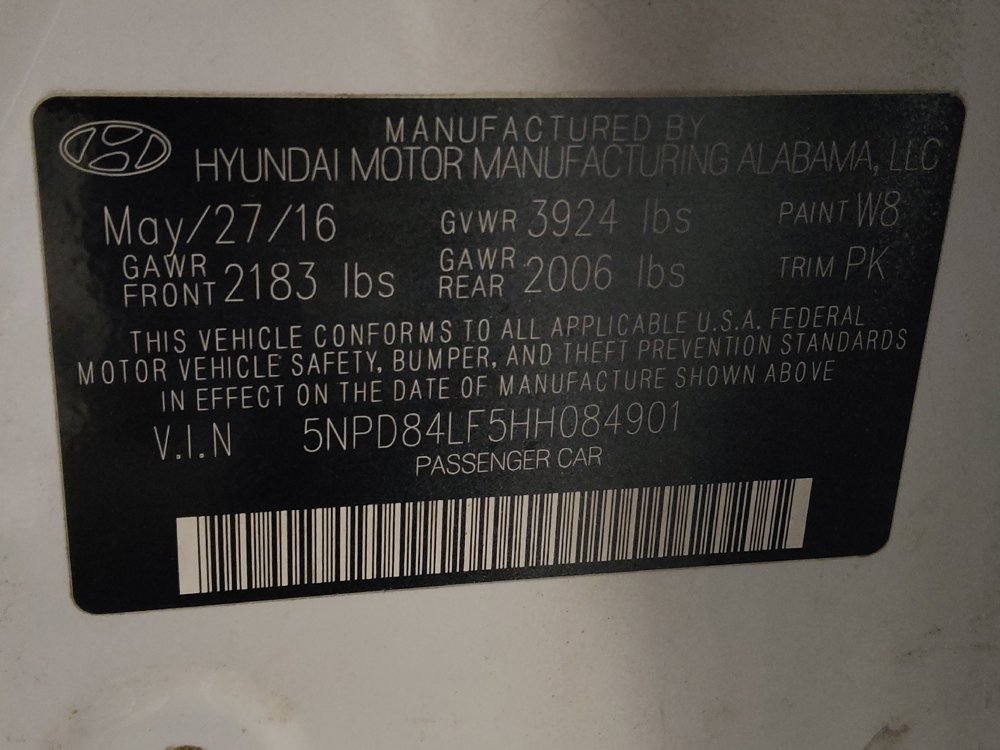 MANUFACTURED BY
HYUNDAI MOTOR MANUFACTURING ALABAMA, LLC
May/27/16 GVWR 3924 lbs PAINT W8
GAWR FRONT 2183 lbs GAWR REAR 2006 lbs TRIM PK
THIS VEHICLE CONFORMS TO ALL APPLICABLE U.S.A. FEDERAL
MOTOR VEHICLE SAFETY, BUMPER, AND THEFT PREVENTION STANDARDS
IN EFFECT ON THE DATE OF MANUFACTURE SHOWN ABOVE
V.I.N 5NPD84LF5HH084901
PASSENGER CAR